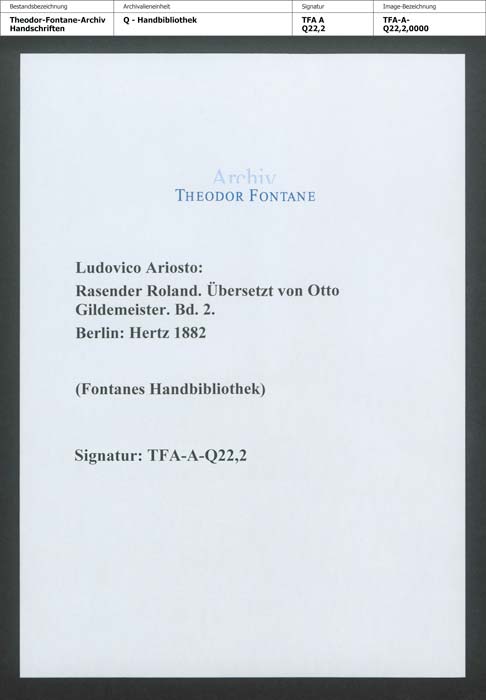 Bestandsbezeichnung
Archivalieneinheit
Signatur
Image-Bezeichnung
Theodor-Fontane-Archiv
Handschriften
Q - Handbibliothek
TFA A
Q22,2
TFA-A-
Q22,2,0000
Archiv
THEODOR FONTANE
Ludovico Ariosto:
Rasender Roland. Übersetzt von Otto
Gildemeister. Bd. 2.
Berlin: Hertz 1882
(Fontanes Handbibliothek)
Signatur: TFA-A-Q22,2